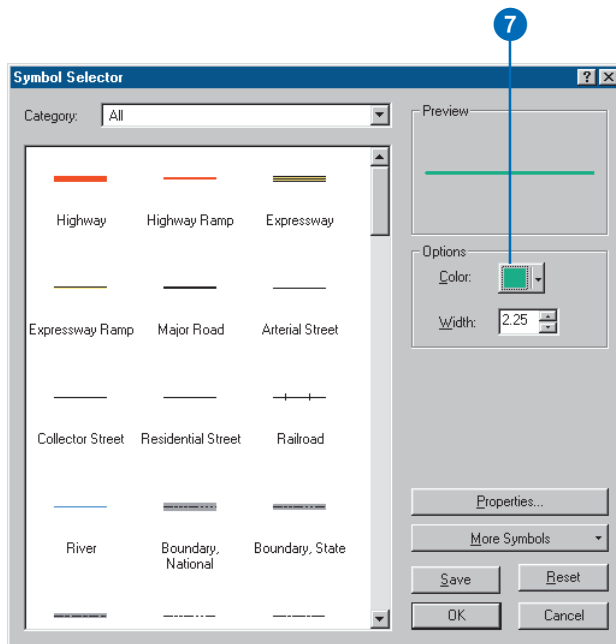 7
Symbol Selector
Category: All
Preview
Highway
Highway Ramp
Expressway
Options
Color:
Width: 2.25
Expressway Ramp
Major Road
Arterial Street
Collector Street
Residential Street
Railroad
River
Boundary,
National
Boundary, State
Properties...
More Symbols
Save
Reset
OK
Cancel